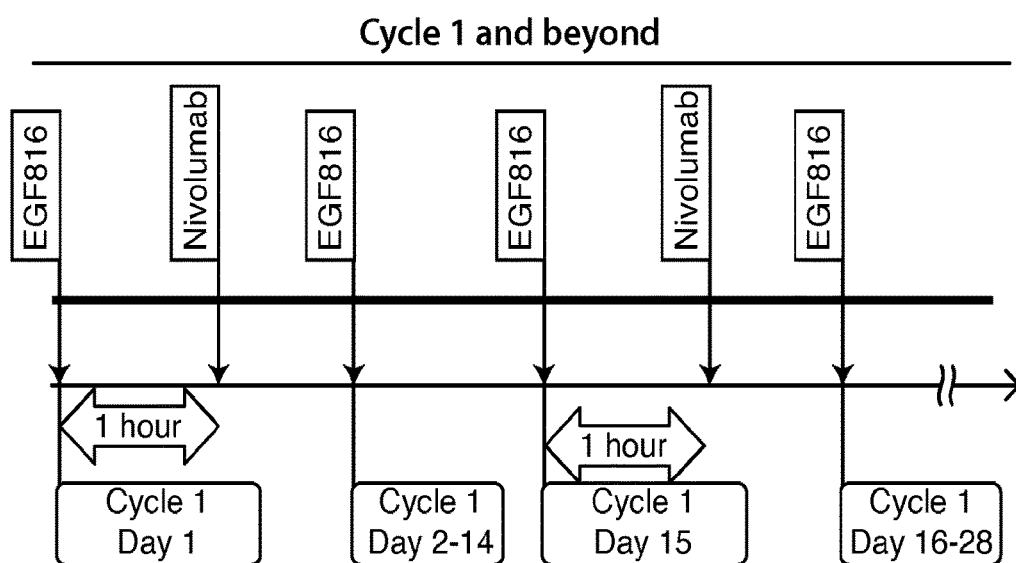 Cycle 1 and beyond
EGF816
Nivolumab
EGF816
EGF816
Nivolumab
EGF816
1 hour
1 hour
Cycle 1
Day 1
Cycle 1
Day 2-14
Cycle 1
Day 15
Cycle 1
Day 16-28